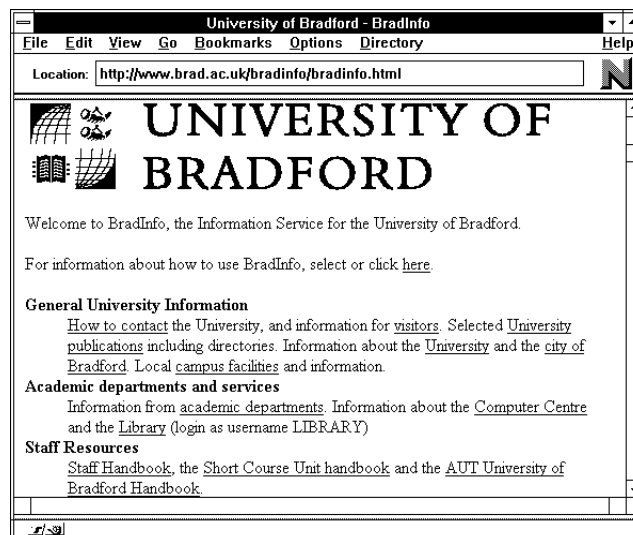 University of Bradford - BradInfo
File Edit View Go Bookmarks Options Directory Help
Location: http://www.brad.ac.uk/bradinfo/bradinfo.html
N
UNIVERSITY OF
BRADFORD
Welcome to BradInfo, the Information Service for the University of Bradford.
For information about how to use BradInfo, select or click here.
General University Information
How to contact the University, and information for visitors. Selected University
publications including directories. Information about the University and the city of
Bradford. Local campus facilities and information.
Academic departments and services
Information from academic departments. Information about the Computer Centre
and the Library (login as username LIBRARY)
Staff Resources
Staff Handbook, the Short Course Unit handbook and the AUT University of
Bradford Handbook.